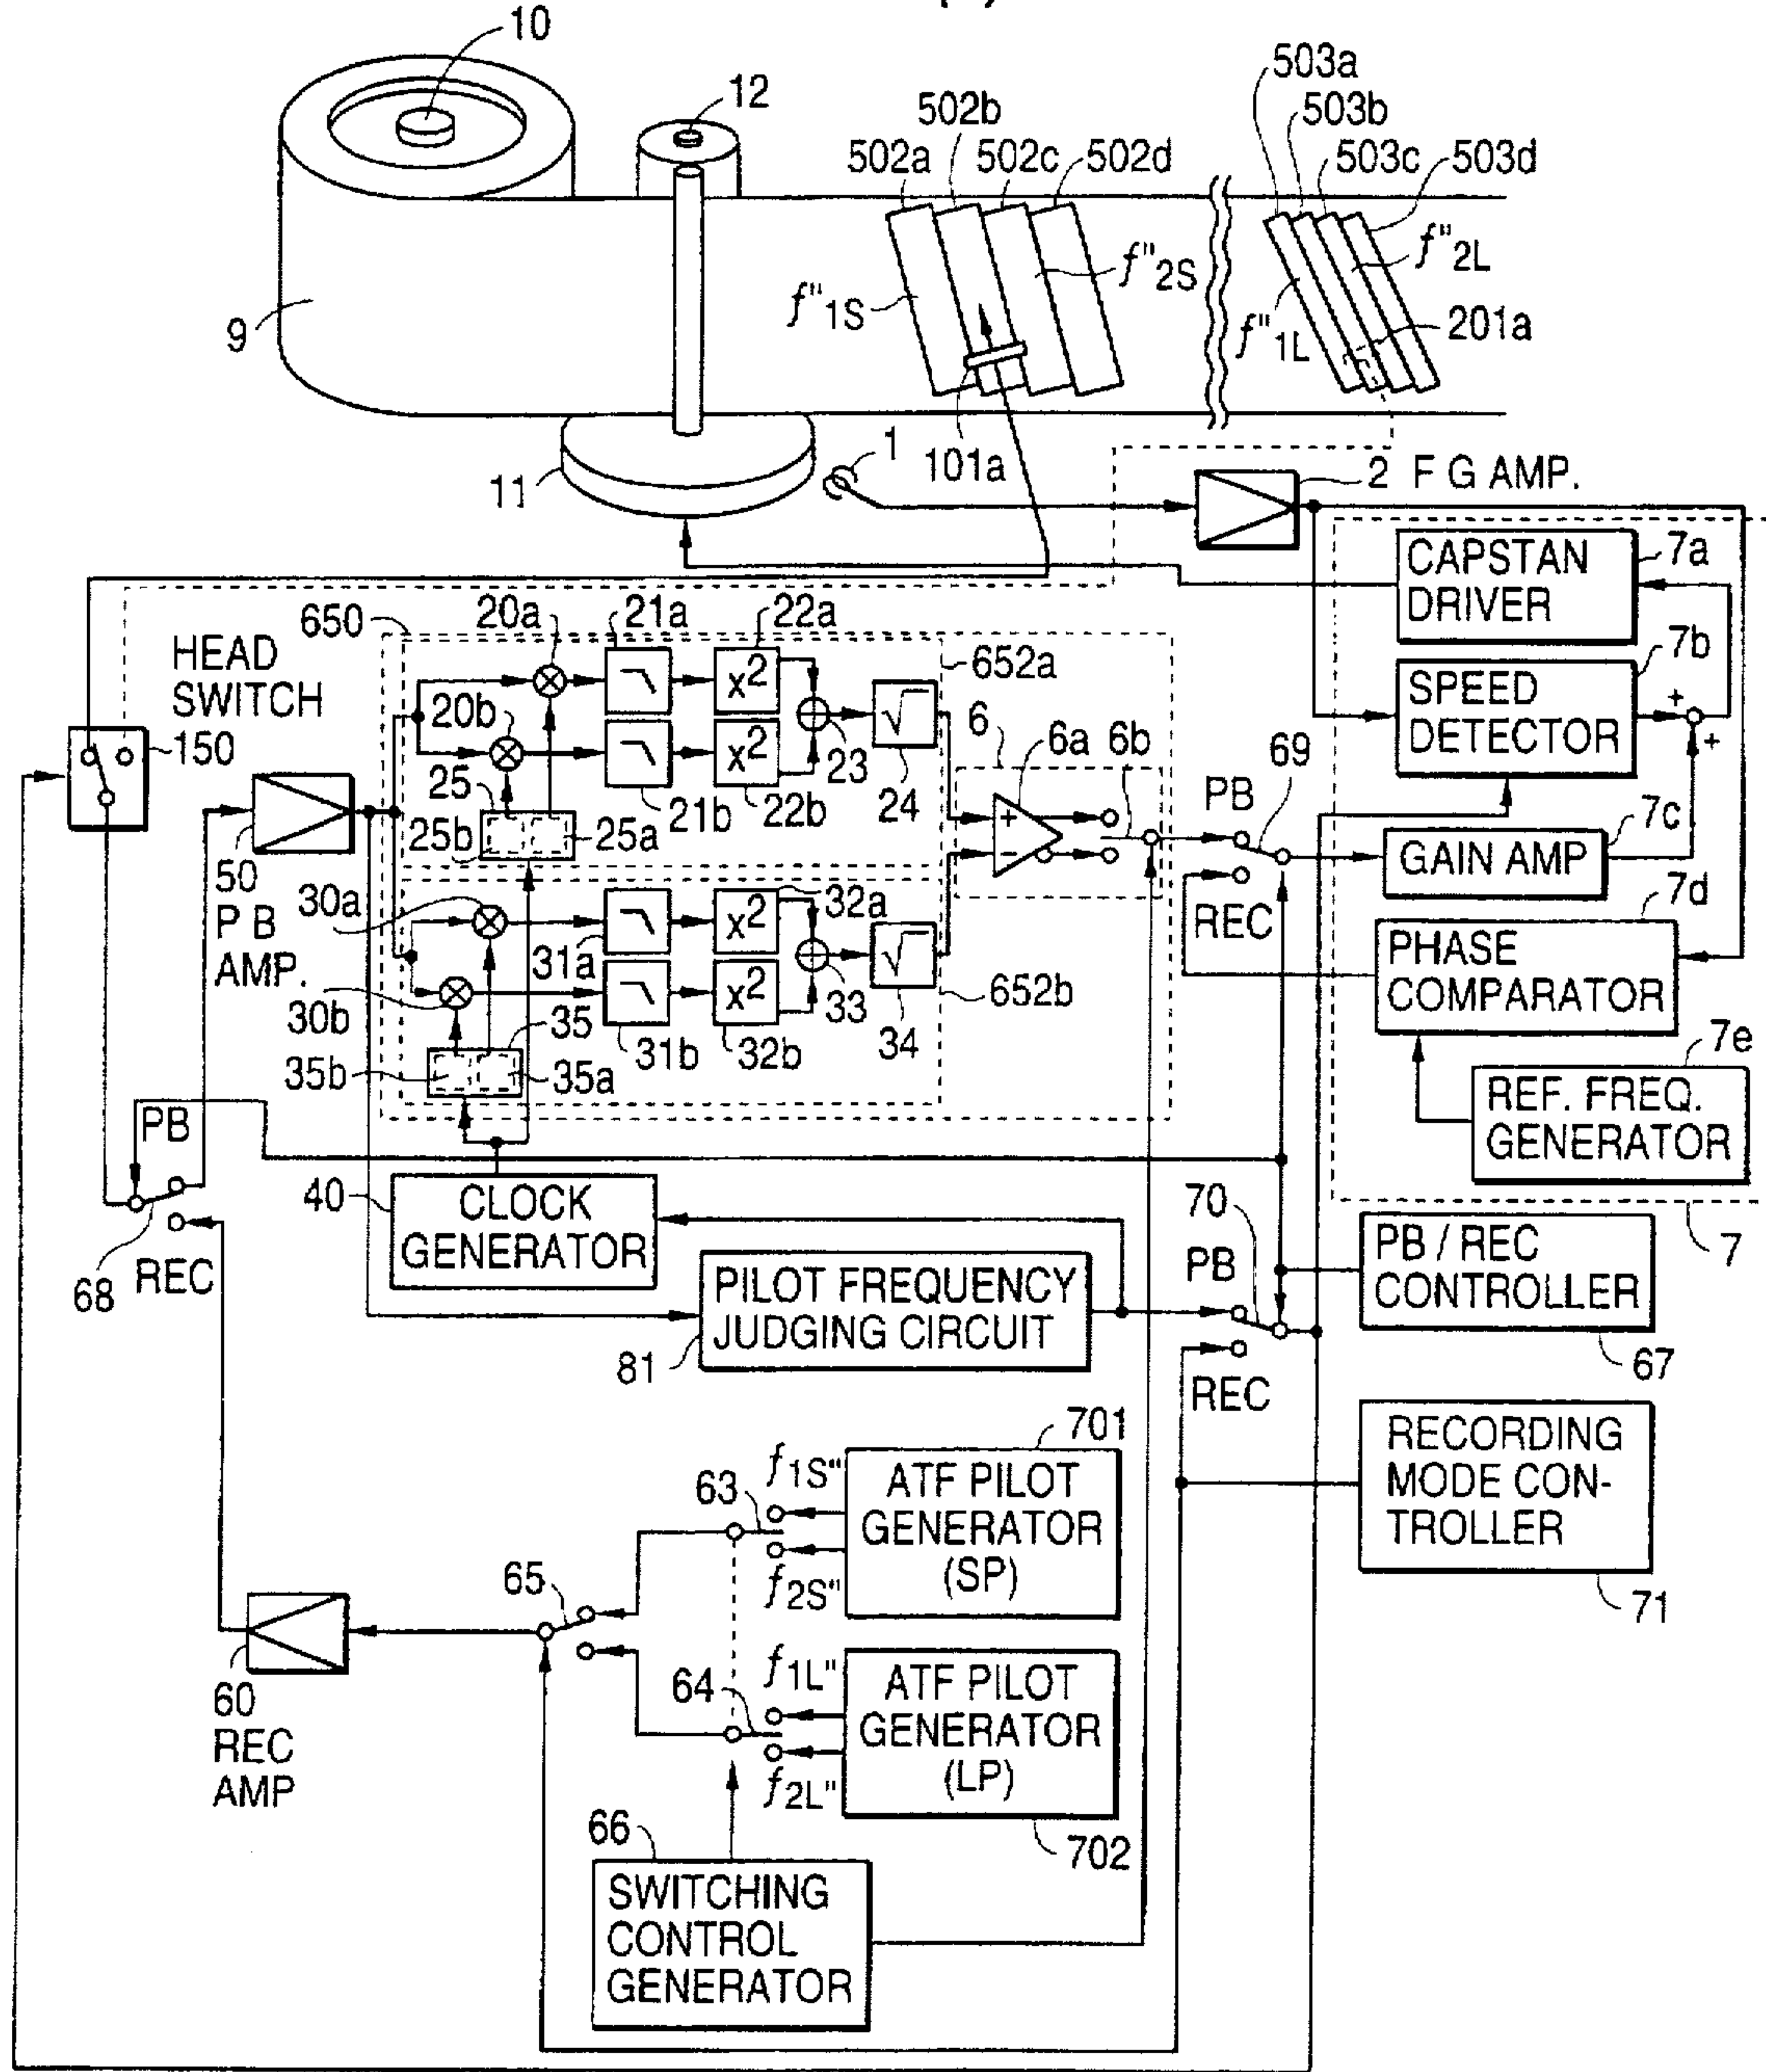 10
12
503a
503b
502b
502a
502c
502d
503c
503d
f"1S
f"2S
f"2L
f"1L
201a
9
11
1
101a
2 F G AMP.
CAPSTAN
DRIVER
7a
650
20a
21a
22a
652a
HEAD
SWITCH
150
x2
√
20b
23
6
6a
6b
69
SPEED
DETECTOR
7b
+
+
x2
25
25b
25a
21b
22b
24
+
−
PB
REC
GAIN AMP
7c
50
P B
AMP.
30a
32a
x2
31a
√
33
652b
PHASE
COMPARATOR
7d
30b
x2
35
35b
35a
31b
32b
34
REF. FREQ.
GENERATOR
7e
7
PB
68
REC
40
CLOCK
GENERATOR
PILOT FREQUENCY
JUDGING CIRCUIT
81
70
PB
REC
PB / REC
CONTROLLER
67
RECORDING
MODE CON-
TROLLER
71
701
f1S"
63
f2S"
ATF PILOT
GENERATOR
(SP)
65
60
REC
AMP
f1L"
64
f2L"
ATF PILOT
GENERATOR
(LP)
702
66
SWITCHING
CONTROL
GENERATOR